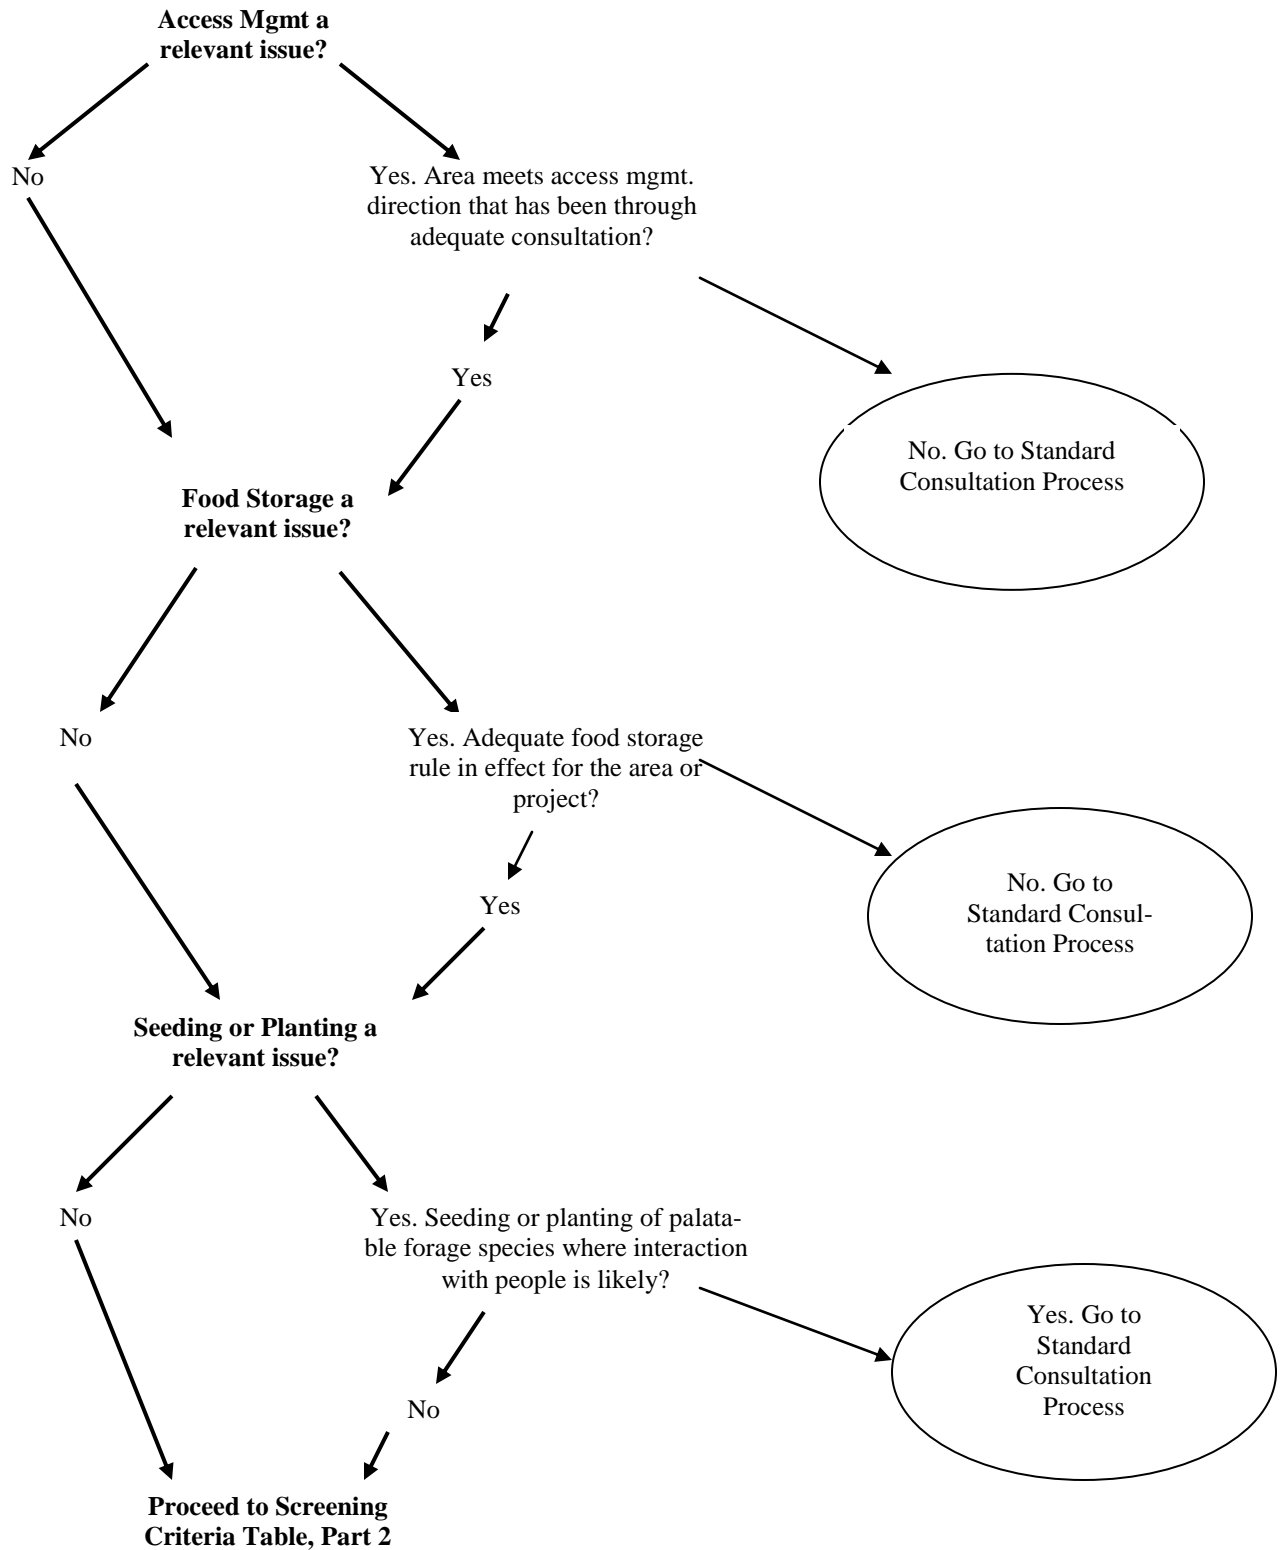 Access Mgmt a
relevant issue?
No
Yes. Area meets access mgmt.
direction that has been through
adequate consultation?
Yes
No. Go to Standard
Consultation Process
Food Storage a
relevant issue?
No
Yes. Adequate food storage
rule in effect for the area or
project?
Yes
No. Go to
Standard Consul-
tation Process
Seeding or Planting a
relevant issue?
No
Yes. Seeding or planting of palata-
ble forage species where interaction
with people is likely?
No
Yes. Go to
Standard
Consultation
Process
Proceed to Screening
Criteria Table, Part 2